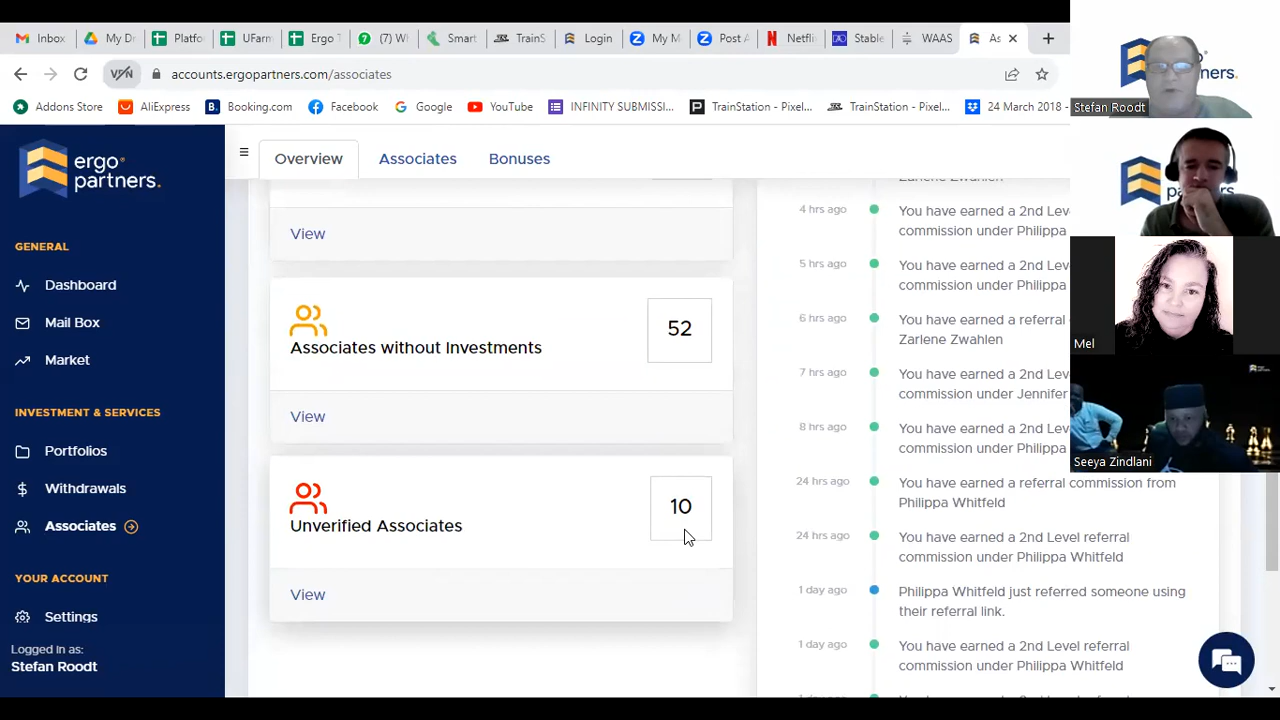 Inbox
My Dr
Platfo
UFarm
Ergo T
(7) Wh
Smart
TrainS
Login
My M
Post A
Netfli
Stable
WAAS
As
VPN
accounts.ergopartners.com/associates
Addons Store
AliExpress
Booking.com
Facebook
Google
YouTube
INFINITY SUBMISSI...
TrainStation - Pixel...
TrainStation - Pixel...
24 March 2018 -
ergo
partners.
GENERAL
Dashboard
Mail Box
Market
INVESTMENT & SERVICES
Portfolios
Withdrawals
Associates
YOUR ACCOUNT
Settings
Logged in as:
Stefan Roodt
Overview
Associates
Bonuses
View
Associates without Investments
52
View
Unverified Associates
10
View
Zarlene Zwahlen
4 hrs ago
You have earned a 2nd Level
commission under Philippa
5 hrs ago
You have earned a 2nd Level
commission under Philippa
6 hrs ago
You have earned a referral
Zarlene Zwahlen
7 hrs ago
You have earned a 2nd Level
commission under Jennifer
8 hrs ago
You have earned a 2nd Level
commission under Philippa
24 hrs ago
You have earned a referral commission from
Philippa Whitfeld
24 hrs ago
You have earned a 2nd Level referral
commission under Philippa Whitfeld
1 day ago
Philippa Whitfeld just referred someone using
their referral link.
1 day ago
You have earned a 2nd Level referral
commission under Philippa Whitfeld
Stefan Roodt
Mel
Seeya Zindlani